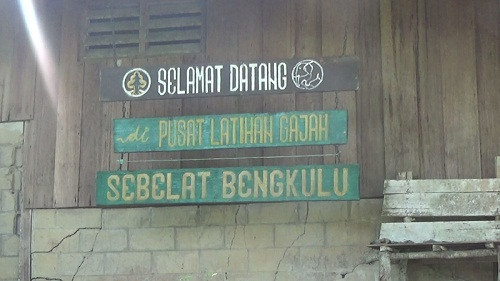 SELAMAT DATANG
di PUSAT LATIHAN GAJAH
SEBELAT BENGKULU